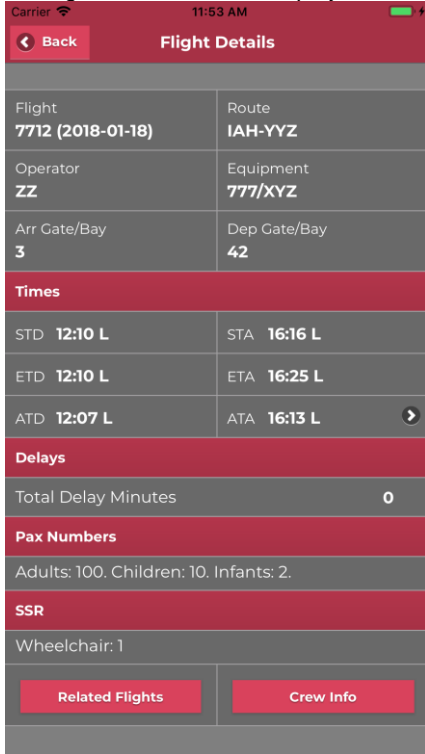 Carrier 11:53 AM
Back Flight Details
Flight Route
7712 (2018-01-18) IAH-YYZ
Operator Equipment
ZZ 777/XYZ
Arr Gate/Bay Dep Gate/Bay
3 42
Times
STD 12:10 L STA 16:16 L
ETD 12:10 L ETA 16:25 L
ATD 12:07 L ATA 16:13 L
Delays
Total Delay Minutes 0
Pax Numbers
Adults: 100. Children: 10. Infants: 2.
SSR
Wheelchair: 1
Related Flights Crew Info